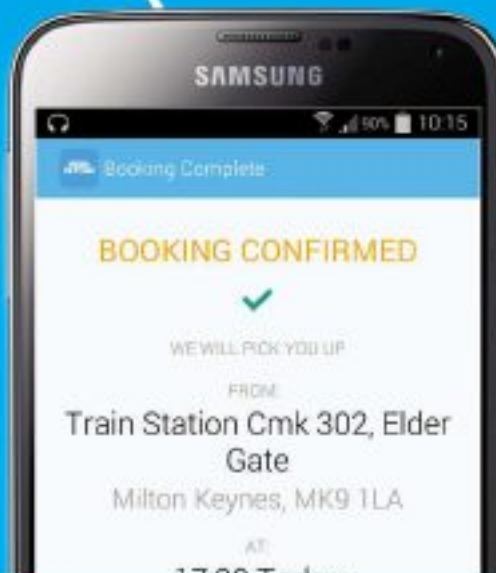 SAMSUNG
90% 10:15
Booking Complete
BOOKING CONFIRMED
WE WILL PICK YOU UP
FROM:
Train Station Cmk 302, Elder
Gate
Milton Keynes, MK9 1LA
AT: